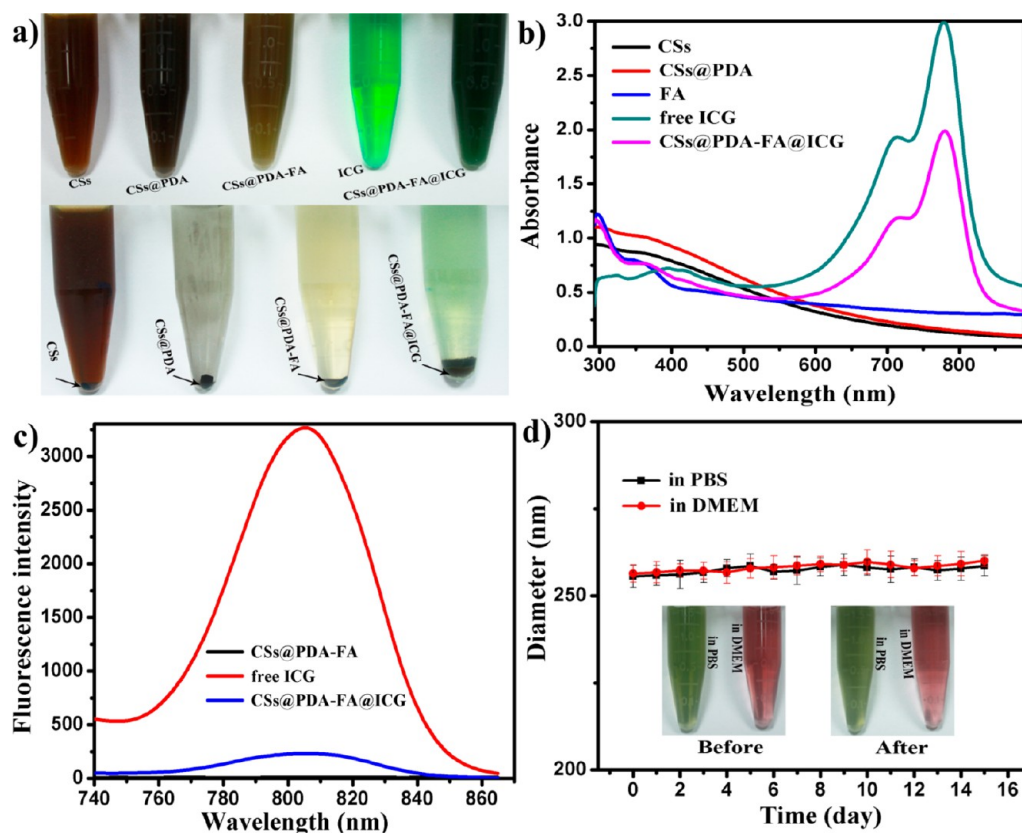 a)
CSs
CSs@PDA
CSs@PDA-FA
ICG
CSs@PDA-FA@ICG
CSs
CSs@PDA
CSs@PDA-FA
CSs@PDA-FA@ICG
b)
CSs
CSs@PDA
FA
free ICG
CSs@PDA-FA@ICG
Absorbance
3.0
2.5
2.0
1.5
1.0
0.5
0.0
300 400 500 600 700 800
Wavelength (nm)
c)
Fluorescence intensity
3000
2500
2000
1500
1000
500
0
CSs@PDA-FA
free ICG
CSs@PDA-FA@ICG
740 760 780 800 820 840 860
Wavelength (nm)
d)
Diameter (nm)
300
250
200
in PBS
in DMEM
in PBS
in DMEM
in PBS
in DMEM
Before
After
0 2 4 6 8 10 12 14 16
Time (day)